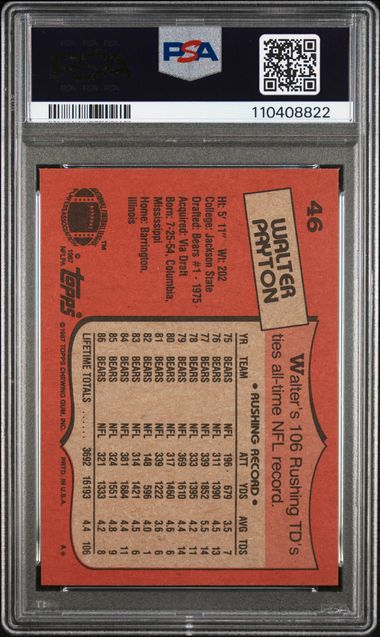 PSA
110408822
46
WALTER
PAYTON
Ht: 5' 11" Wt: 202
College: Jackson State
Drafted: Bears #1 - 1975
Acquired: Via Draft
Born: 7-25-54, Columbia,
Mississippi
Home: Barrington,
Illinois
© 1987
NFLPA
topps
™
© 1987 TOPPS CHEWING GUM, INC. PRTD. IN U.S.A. A*
Walter's 106 Rushing TD's
ties all-time NFL record.
• RUSHING RECORD •
YR. TEAM ATT YDS AVG TDS
75 BEARS NFL 196 679 3.5 7
76 BEARS NFL 311 1390 4.5 13
77 BEARS NFL 339 1852 5.5 14
78 BEARS NFL 333 1395 4.2 11
79 BEARS NFL 369 1610 4.4 14
80 BEARS NFL 317 1460 4.6 6
81 BEARS NFL 339 1222 3.6 6
82 BEARS NFL 148 596 4.0 1
83 BEARS NFL 314 1421 4.5 6
84 BEARS NFL 381 1684 4.4 11
85 BEARS NFL 324 1551 4.8 9
86 BEARS NFL 321 1333 4.2 8
LIFETIME TOTALS 3692 16193 4.4 106